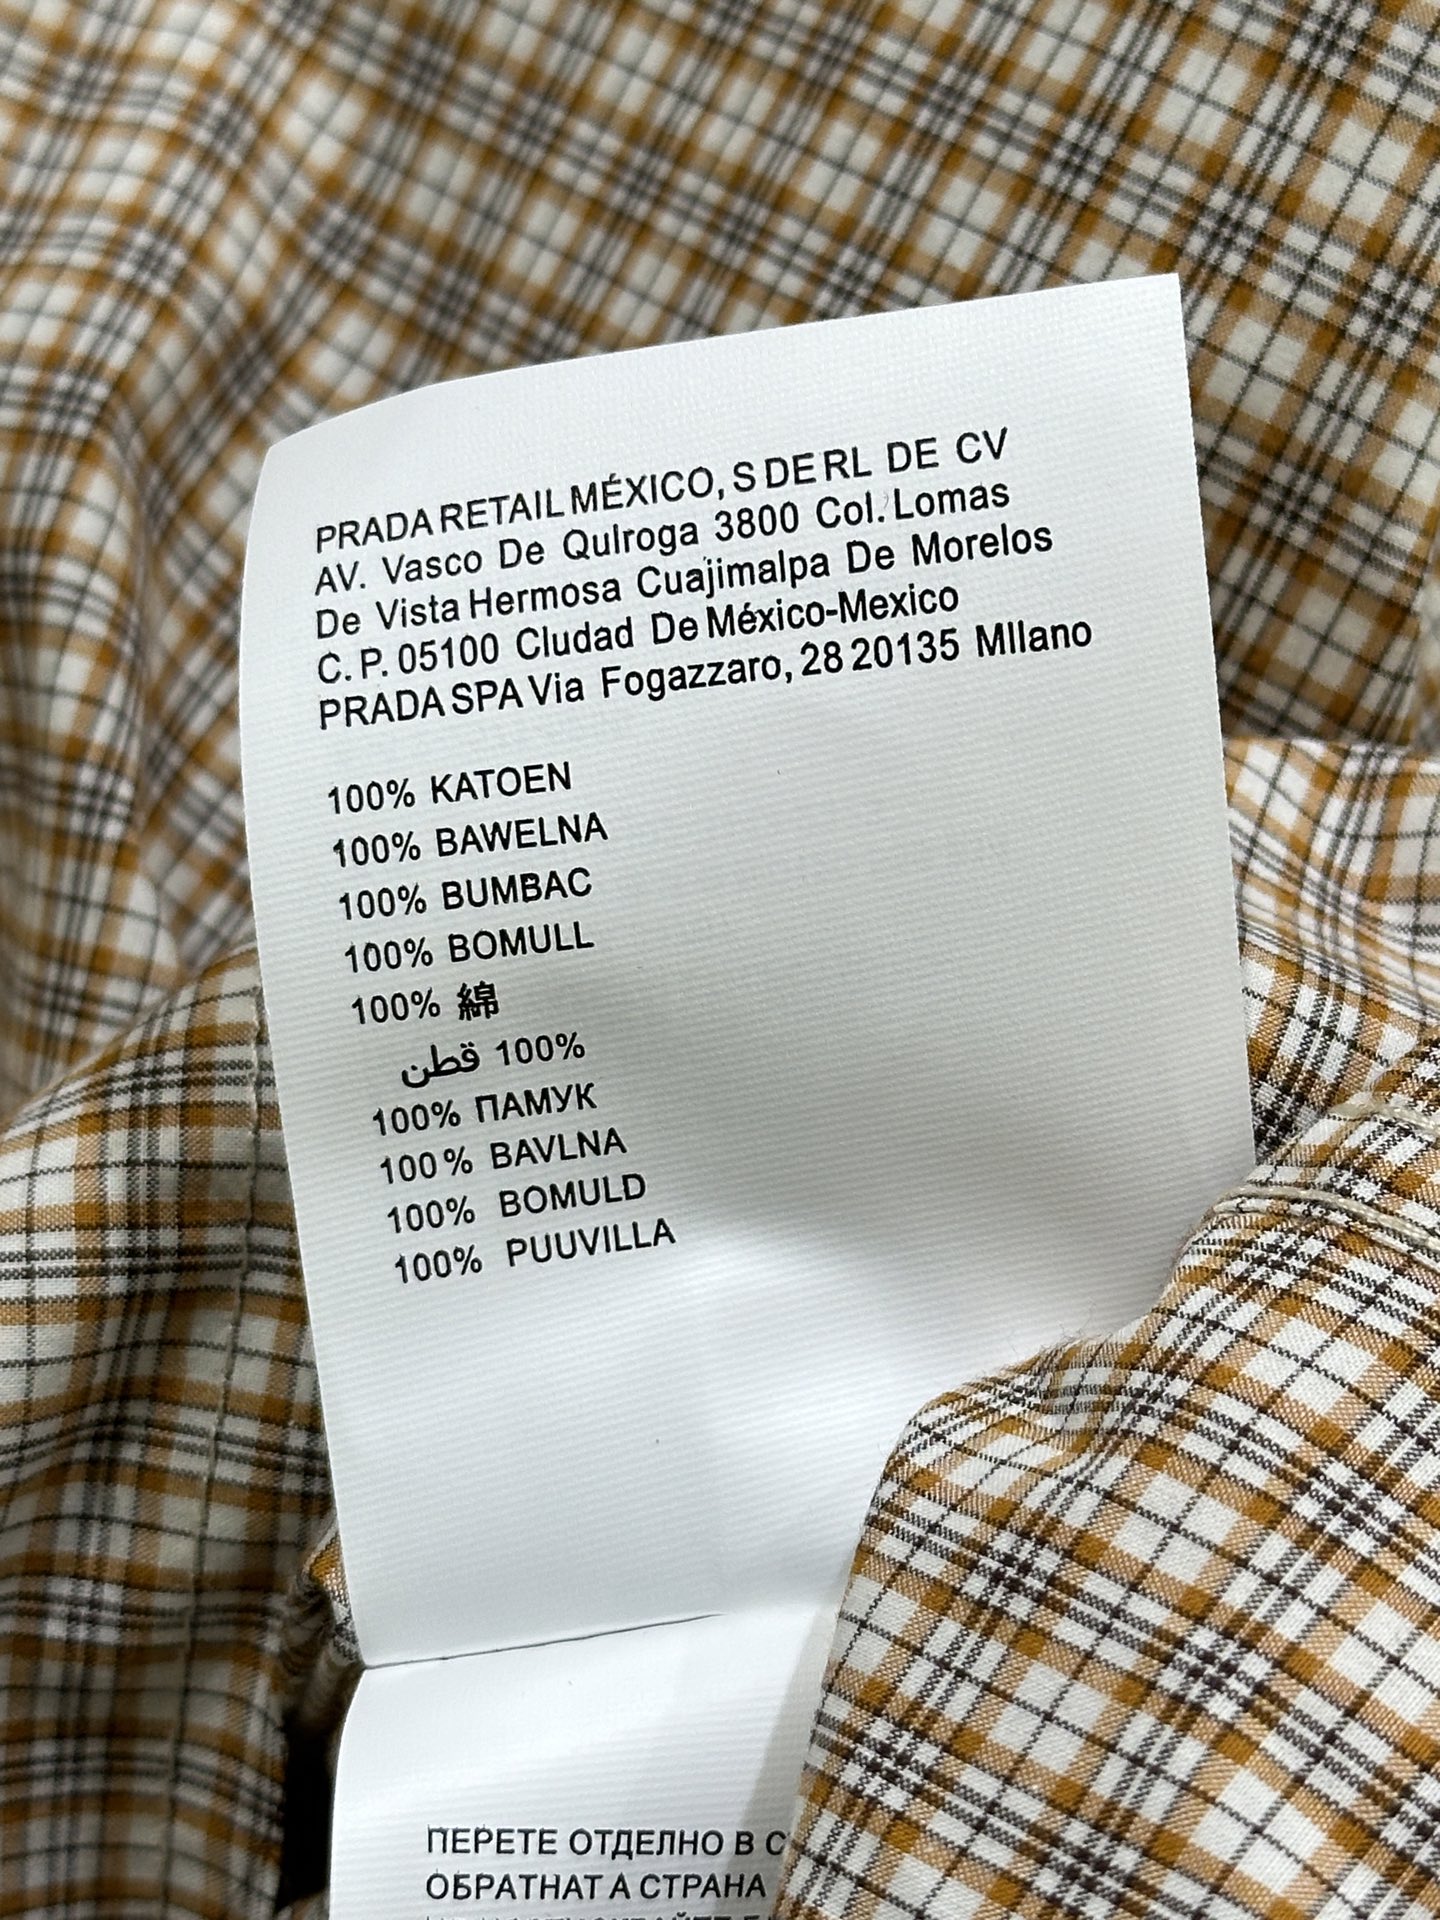 PRADA RETAIL MÉXICO, S DE RL DE CV
AV. Vasco De Qulroga 3800 Col. Lomas
De Vista Hermosa Cuajimalpa De Morelos
C. P. 05100 Cludad De México-Mexico
PRADA SPA Via Fogazzaro, 28 20135 MIlano
100% KATOEN
100% BAWELNA
100% BUMBAC
100% BOMULL
100% 綿
100% قطن
100% ПАМУК
100% BAVLNA
100% BOMULD
100% PUUVILLA
ПЕРЕТЕ ОТДЕЛНО В
ОБРАТНАТ А СТРАНА